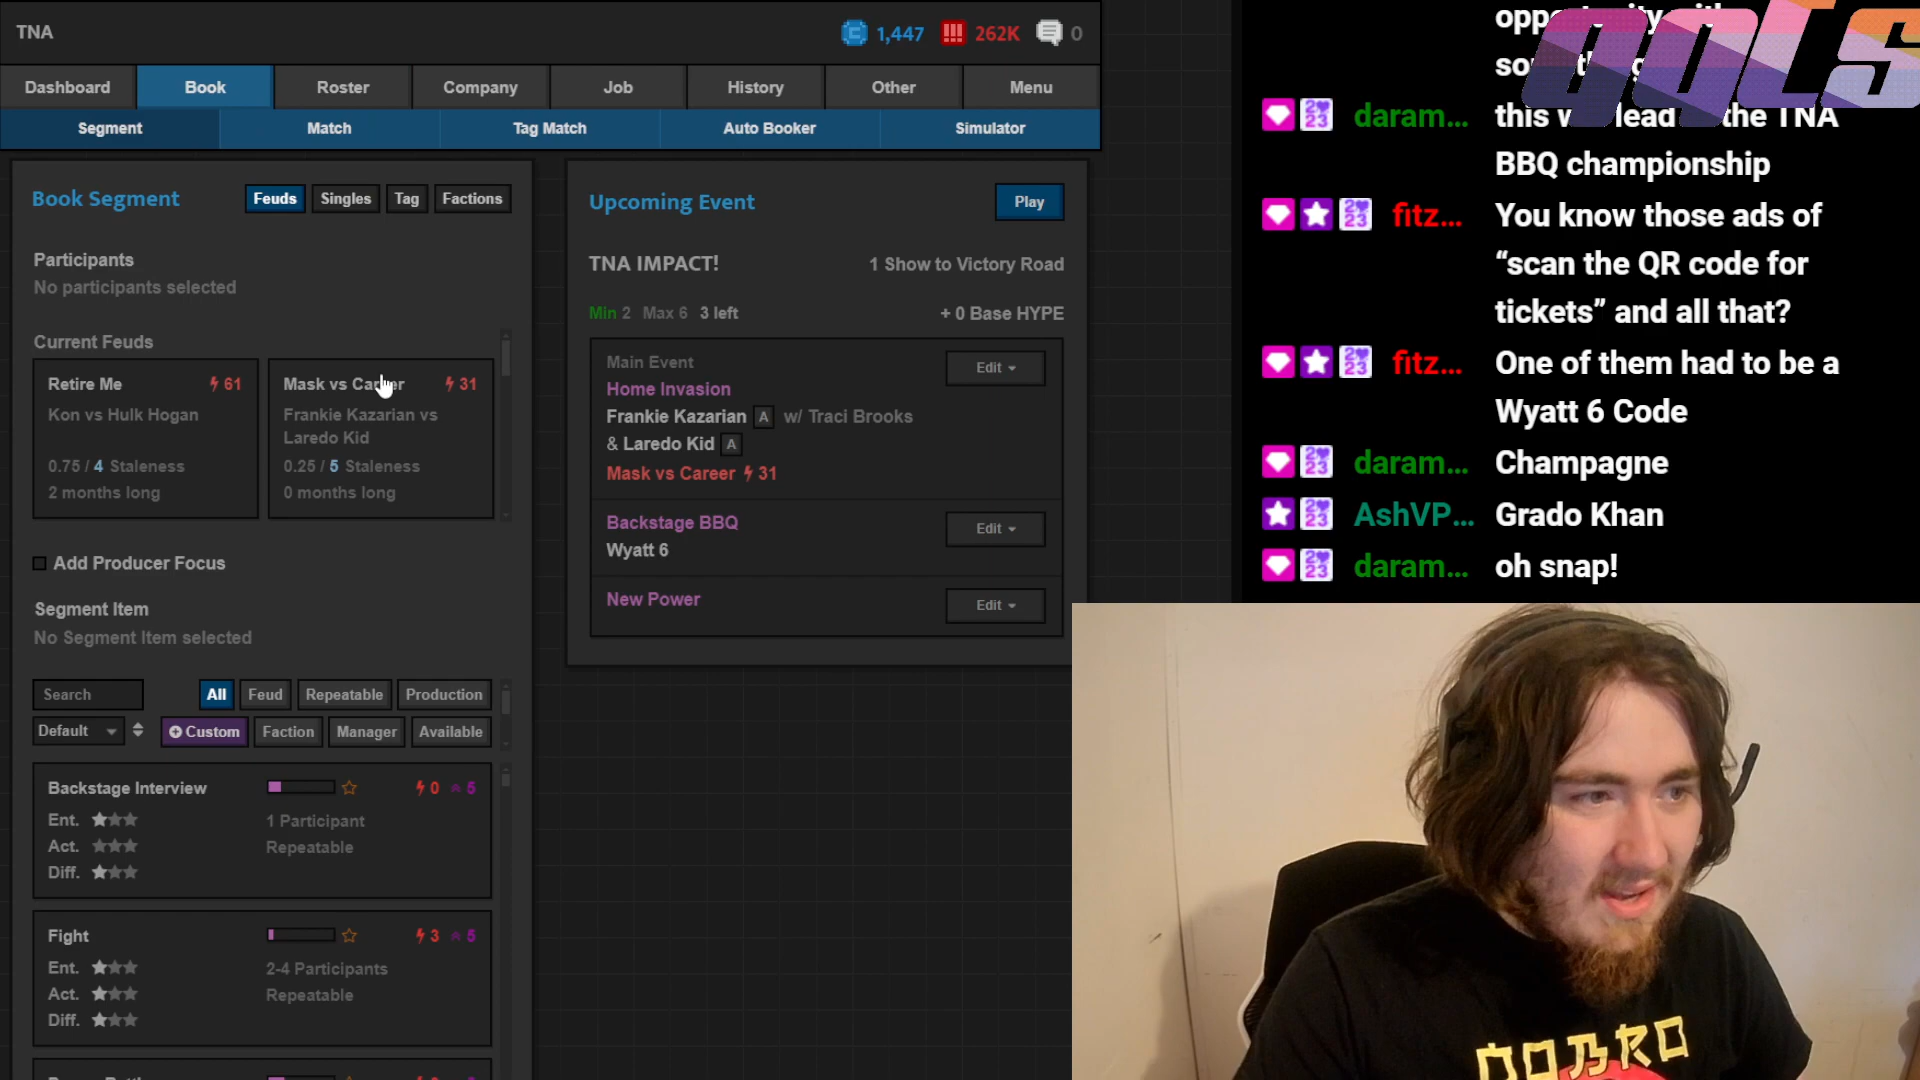 TNA
1,447
262K
0
Dashboard
Book
Roster
Company
Job
History
Other
Menu
Segment
Match
Tag Match
Auto Booker
Simulator
Book Segment
Feuds
Singles
Tag
Factions
Participants
No participants selected
Current Feuds
Retire Me
61
Kon vs Hulk Hogan
0.75 / 4 Staleness
2 months long
Mask vs Career
31
Frankie Kazarian vs
Laredo Kid
0.25 / 5 Staleness
0 months long
Add Producer Focus
Segment Item
No Segment Item selected
Search
All
Feud
Repeatable
Production
Default
Custom
Faction
Manager
Available
Backstage Interview
0
5
Ent.
1 Participant
Act.
Repeatable
Diff.
Fight
3
5
Ent.
2-4 Participants
Act.
Repeatable
Diff.
Upcoming Event
Play
TNA IMPACT!
1 Show to Victory Road
Min 2 Max 6 3 left
+ 0 Base HYPE
Main Event
Edit
Home Invasion
Frankie Kazarian A w/ Traci Brooks
& Laredo Kid A
Mask vs Career 31
Backstage BBQ
Edit
Wyatt 6
New Power
Edit
daram... this lead the TNA
BBQ championship
fitz... You know those ads of
“scan the QR code for
tickets” and all that?
fitz... One of them had to be a
Wyatt 6 Code
daram... Champagne
AshVP... Grado Khan
daram... oh snap!